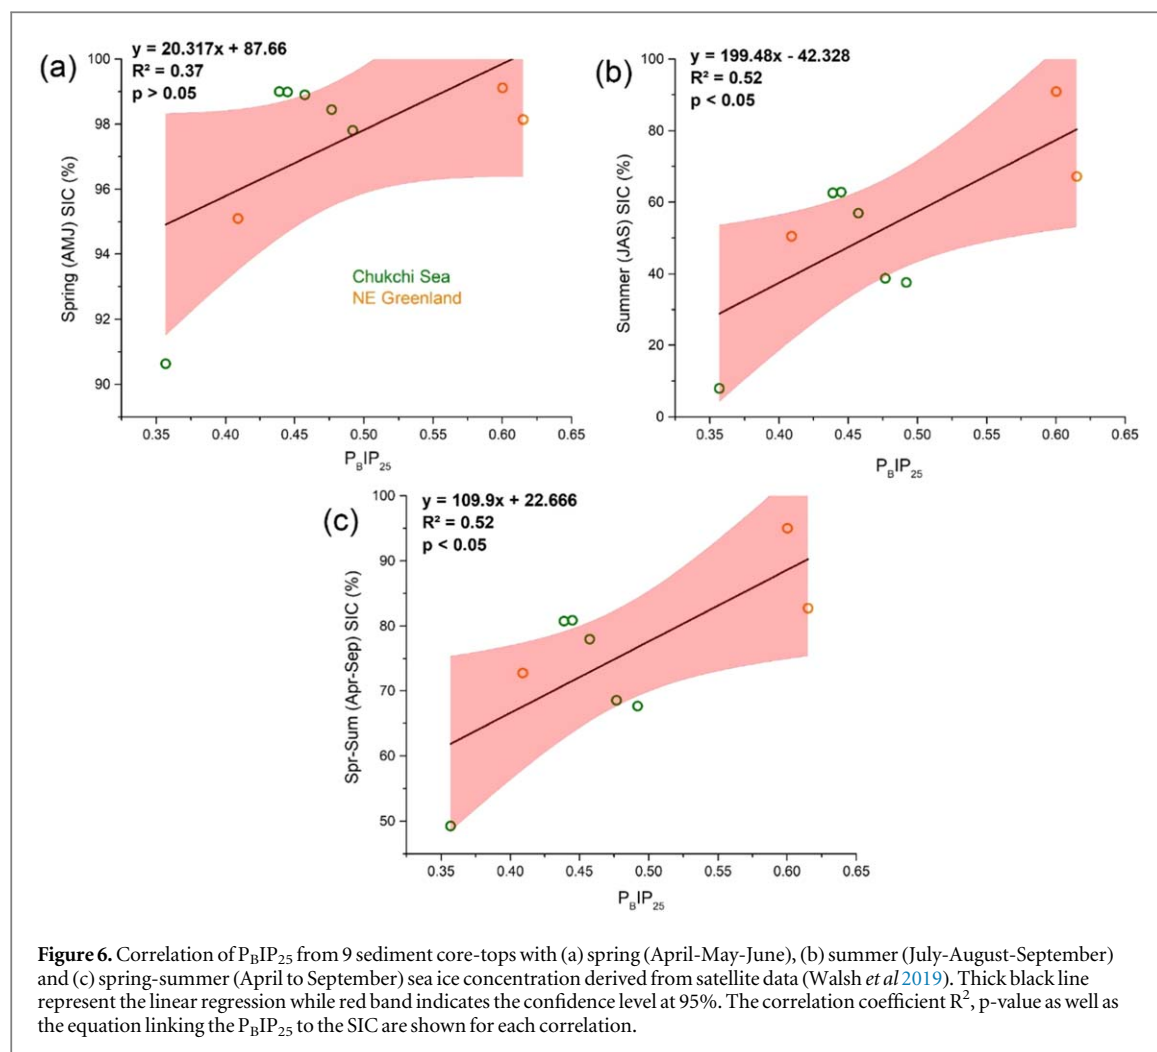 (a)
y = 20.317x + 87.66
R² = 0.37
p > 0.05
100
98
96
94
92
90
Spring (AMJ) SIC (%)
Chukchi Sea
NE Greenland
0.35 0.40 0.45 0.50 0.55 0.60 0.65
P_BIP_25
(b)
y = 199.48x - 42.328
R² = 0.52
p < 0.05
100
80
60
40
20
0
Summer (JAS) SIC (%)
0.35 0.40 0.45 0.50 0.55 0.60 0.65
P_BIP_25
(c)
y = 109.9x + 22.666
R² = 0.52
p < 0.05
100
90
80
70
60
50
Spr-Sum (Apr-Sep) SIC (%)
0.35 0.40 0.45 0.50 0.55 0.60 0.65
P_BIP_25
Figure 6. Correlation of P_BIP_25 from 9 sediment core-tops with (a) spring (April-May-June), (b) summer (July-August-September)
and (c) spring-summer (April to September) sea ice concentration derived from satellite data (Walsh et al 2019). Thick black line
represent the linear regression while red band indicates the confidence level at 95%. The correlation coefficient R², p-value as well as
the equation linking the P_BIP_25 to the SIC are shown for each correlation.